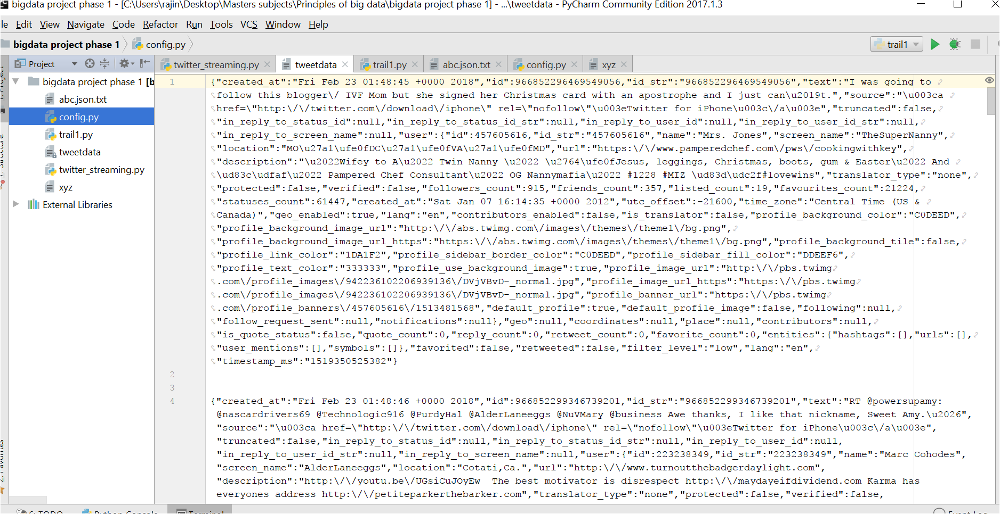 bigdata project phase 1 - [C:\Users\rajin\Desktop\Masters subjects\Principles of big data\bigdata project phase 1] - ...\tweetdata - PyCharm Community Edition 2017.1.3
le Edit View Navigate Code Refactor Run Tools VCS Window Help
bigdata project phase 1 config.py trail1
Project twitter_streaming.py tweetdata trail1.py abc.json.txt config.py xyz
bigdata project phase 1 [b
abc.json.txt
config.py
trail1.py
tweetdata
twitter_streaming.py
xyz
External Libraries
1 {"created_at":"Fri Feb 23 01:48:45 +0000 2018","id":966852296469549056,"id_str":"966852296469549056","text":"I was going to
follow this blogger\/ IVF Mom but she signed her Christmas card with an apostrophe and I just can\u2019t.","source":"\u003ca
href=\"http:\/\/twitter.com\/download\/iphone\" rel=\"nofollow\"\u003eTwitter for iPhone\u003c\/a\u003e","truncated":false,
"in_reply_to_status_id":null,"in_reply_to_status_id_str":null,"in_reply_to_user_id":null,"in_reply_to_user_id_str":null,
"in_reply_to_screen_name":null,"user":{"id":457605616,"id_str":"457605616","name":"Mrs. Jones","screen_name":"TheSuperNanny",
"location":"MO\u27a1\ufe0fDC\u27a1\ufe0fVA\u27a1\ufe0fMD","url":"https:\/\/www.pamperedchef.com\/pws\/cookingwithkey",
"description":"\u2022Wifey to A\u2022 Twin Nanny \u2022 \u2764\ufe0fJesus, leggings, Christmas, boots, gum & Easter\u2022 And
\ud83c\udfaf\u2022 Pampered Chef Consultant\u2022 OG Nannymafia\u2022 #1228 #MIZ \ud83d\udc2f#lovewins","translator_type":"none",
"protected":false,"verified":false,"followers_count":915,"friends_count":357,"listed_count":19,"favourites_count":21224,
"statuses_count":61447,"created_at":"Sat Jan 07 16:14:35 +0000 2012","utc_offset":-21600,"time_zone":"Central Time (US &
Canada)","geo_enabled":true,"lang":"en","contributors_enabled":false,"is_translator":false,"profile_background_color":"C0DEED",
"profile_background_image_url":"http:\/\/abs.twimg.com\/images\/themes\/theme1\/bg.png",
"profile_background_image_url_https":"https:\/\/abs.twimg.com\/images\/themes\/theme1\/bg.png","profile_background_tile":false,
"profile_link_color":"1DA1F2","profile_sidebar_border_color":"C0DEED","profile_sidebar_fill_color":"DDEEF6",
"profile_text_color":"333333","profile_use_background_image":true,"profile_image_url":"http:\/\/pbs.twimg
.com\/profile_images\/942236102206939136\/DVjVBvD-_normal.jpg","profile_image_url_https":"https:\/\/pbs.twimg
.com\/profile_images\/942236102206939136\/DVjVBvD-_normal.jpg","profile_banner_url":"https:\/\/pbs.twimg
.com\/profile_banners\/457605616\/1513481568","default_profile":true,"default_profile_image":false,"following":null,
"follow_request_sent":null,"notifications":null},"geo":null,"coordinates":null,"place":null,"contributors":null,
"is_quote_status":false,"quote_count":0,"reply_count":0,"retweet_count":0,"favorite_count":0,"entities":{"hashtags":[],"urls":[],
"user_mentions":[],"symbols":[]},"favorited":false,"retweeted":false,"filter_level":"low","lang":"en",
"timestamp_ms":"1519350525382"}
2
3
4 {"created_at":"Fri Feb 23 01:48:46 +0000 2018","id":966852299346739201,"id_str":"966852299346739201","text":"RT @powersupamy:
@nascardrivers69 @Technologic916 @PurdyHal @AlderLaneeggs @NuVMary @business Awe thanks, I like that nickname, Sweet Amy.\u2026",
"source":"\u003ca href=\"http:\/\/twitter.com\/download\/iphone\" rel=\"nofollow\"\u003eTwitter for iPhone\u003c\/a\u003e",
"truncated":false,"in_reply_to_status_id":null,"in_reply_to_status_id_str":null,"in_reply_to_user_id":null,
"in_reply_to_user_id_str":null,"in_reply_to_screen_name":null,"user":{"id":223238349,"id_str":"223238349","name":"Marc Cohodes",
"screen_name":"AlderLaneeggs","location":"Cotati,Ca.","url":"http:\/\/www.turnoutthebadgerdaylight.com",
"description":"http:\/\/youtu.be\/UGsiCuJOyEw  The best motivator is disrespect http:\/\/maydayeifdividend.com Karma has
everyones address http:\/\/petiteparkerthebarker.com","translator_type":"none","protected":false,"verified":false,
6: TODO Python Console Terminal Event Log